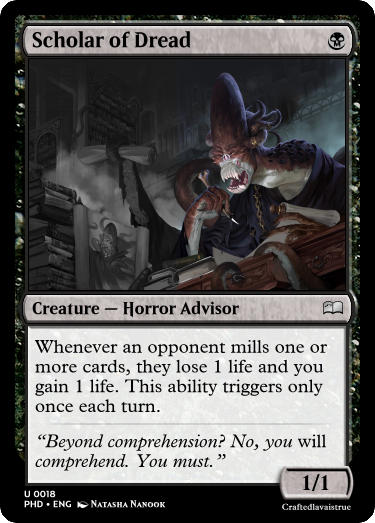 Scholar of Dread
Creature — Horror Advisor
Whenever an opponent mills one or
more cards, they lose 1 life and you
gain 1 life. This ability triggers only
once each turn.
“Beyond comprehension? No, you will
comprehend. You must.”
1/1
U 0018
PHD • ENG Natasha Nanook
Craftedlavaistrue